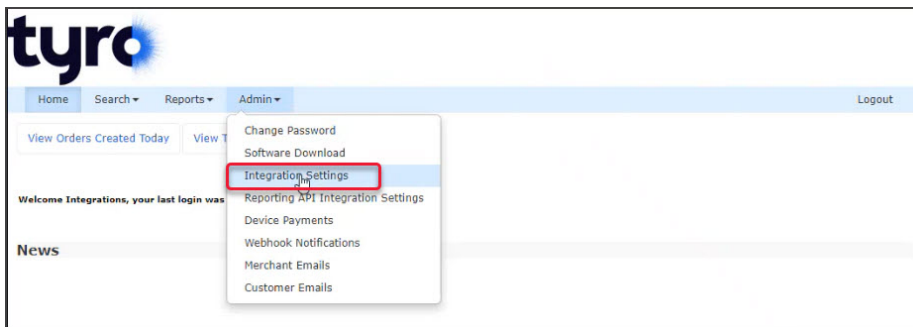 tyro
Home Search Reports Admin Logout
View Orders Created Today View T
Change Password
Software Download
Integration Settings
Welcome Integrations, your last login was
Reporting API Integration Settings
Device Payments
Webhook Notifications
News
Merchant Emails
Customer Emails